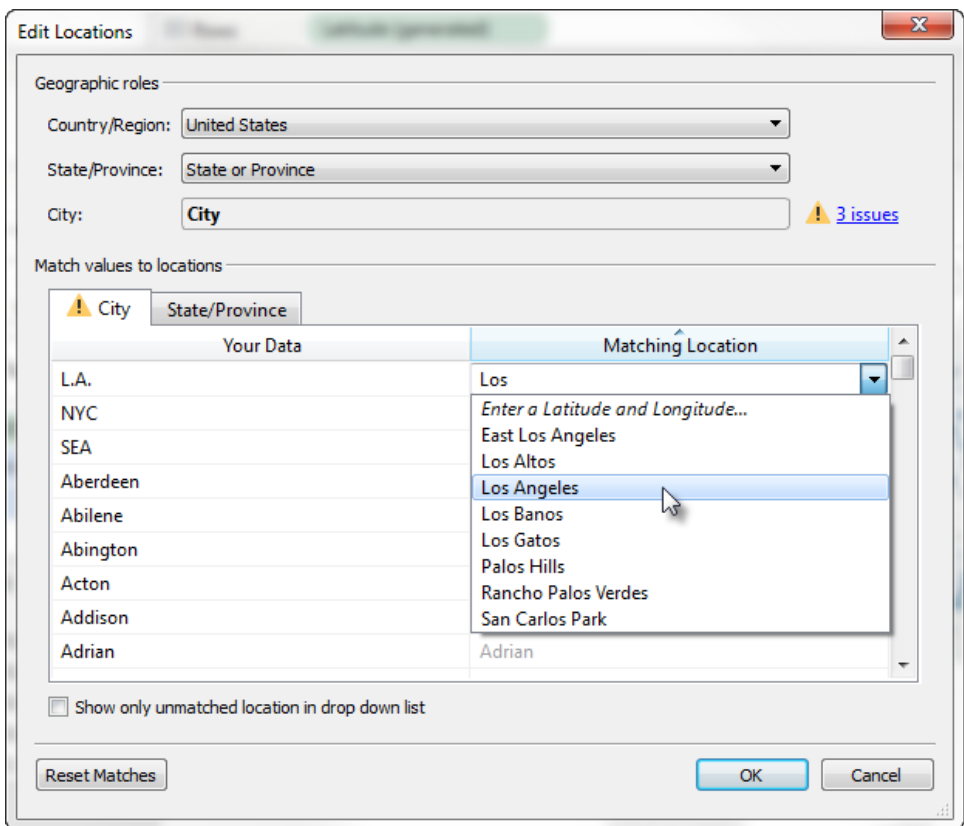 Edit Locations
Latitude (generated)
Geographic roles
Country/Region: United States
State/Province: State or Province
City: City 3 issues
Match values to locations
City State/Province
Your Data Matching Location
L.A. Los
NYC Enter a Latitude and Longitude...
East Los Angeles
SEA Los Altos
Aberdeen Los Angeles
Abilene Los Banos
Abington Los Gatos
Acton Palos Hills
Rancho Palos Verdes
Addison San Carlos Park
Adrian Adrian
Show only unmatched location in drop down list
Reset Matches OK Cancel